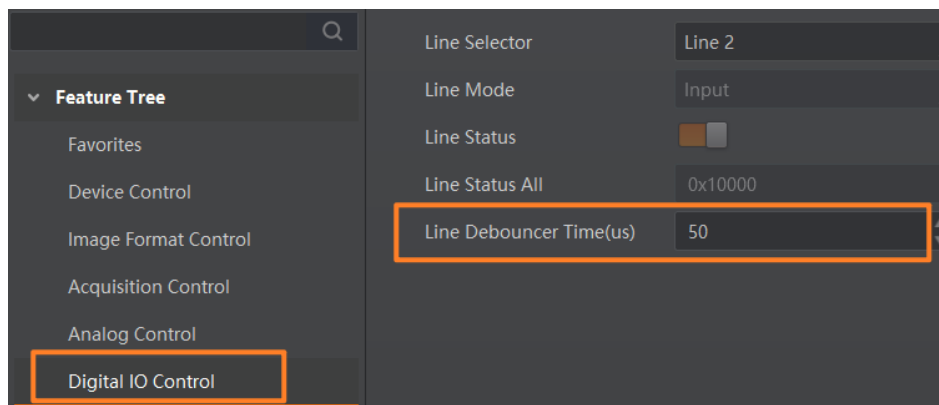 Feature Tree
Favorites
Device Control
Image Format Control
Acquisition Control
Analog Control
Digital IO Control
Line Selector
Line 2
Line Mode
Input
Line Status
Line Status All
0x10000
Line Debouncer Time(us)
50